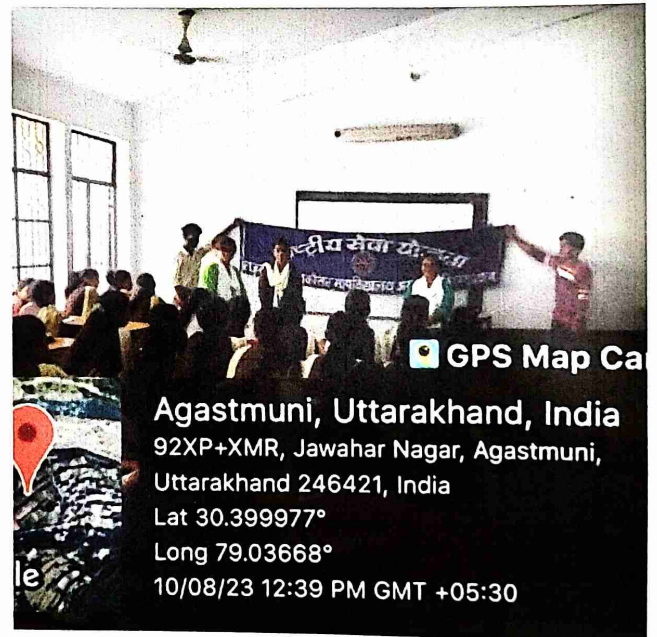 राष्ट्रीय सेवा योजना
GPS Map Ca
Agastmuni, Uttarakhand, India
92XP+XMR, Jawahar Nagar, Agastmuni,
Uttarakhand 246421, India
Lat 30.399977°
Long 79.03668°
10/08/23 12:39 PM GMT +05:30
le